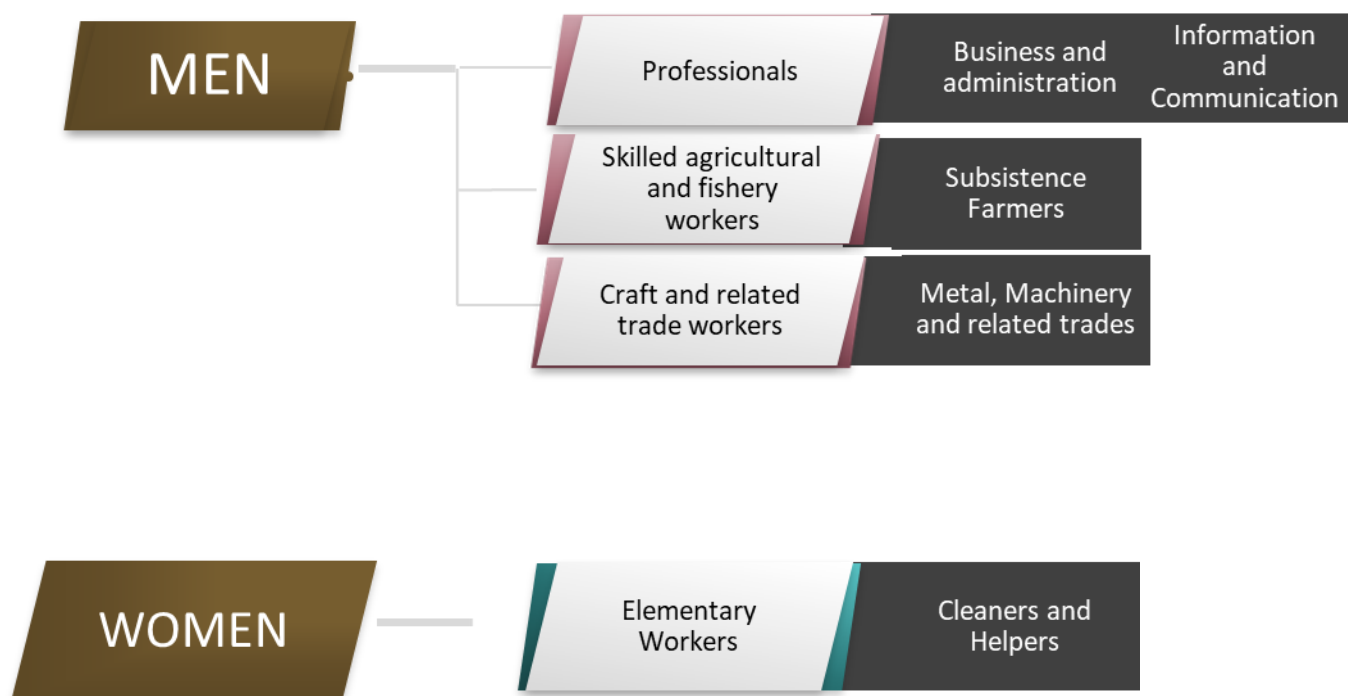 MEN
Professionals
Business and
administration
Information
and
Communication
Skilled agricultural
and fishery
workers
Subsistence
Farmers
Craft and related
trade workers
Metal, Machinery
and related trades
WOMEN
Elementary
Workers
Cleaners and
Helpers